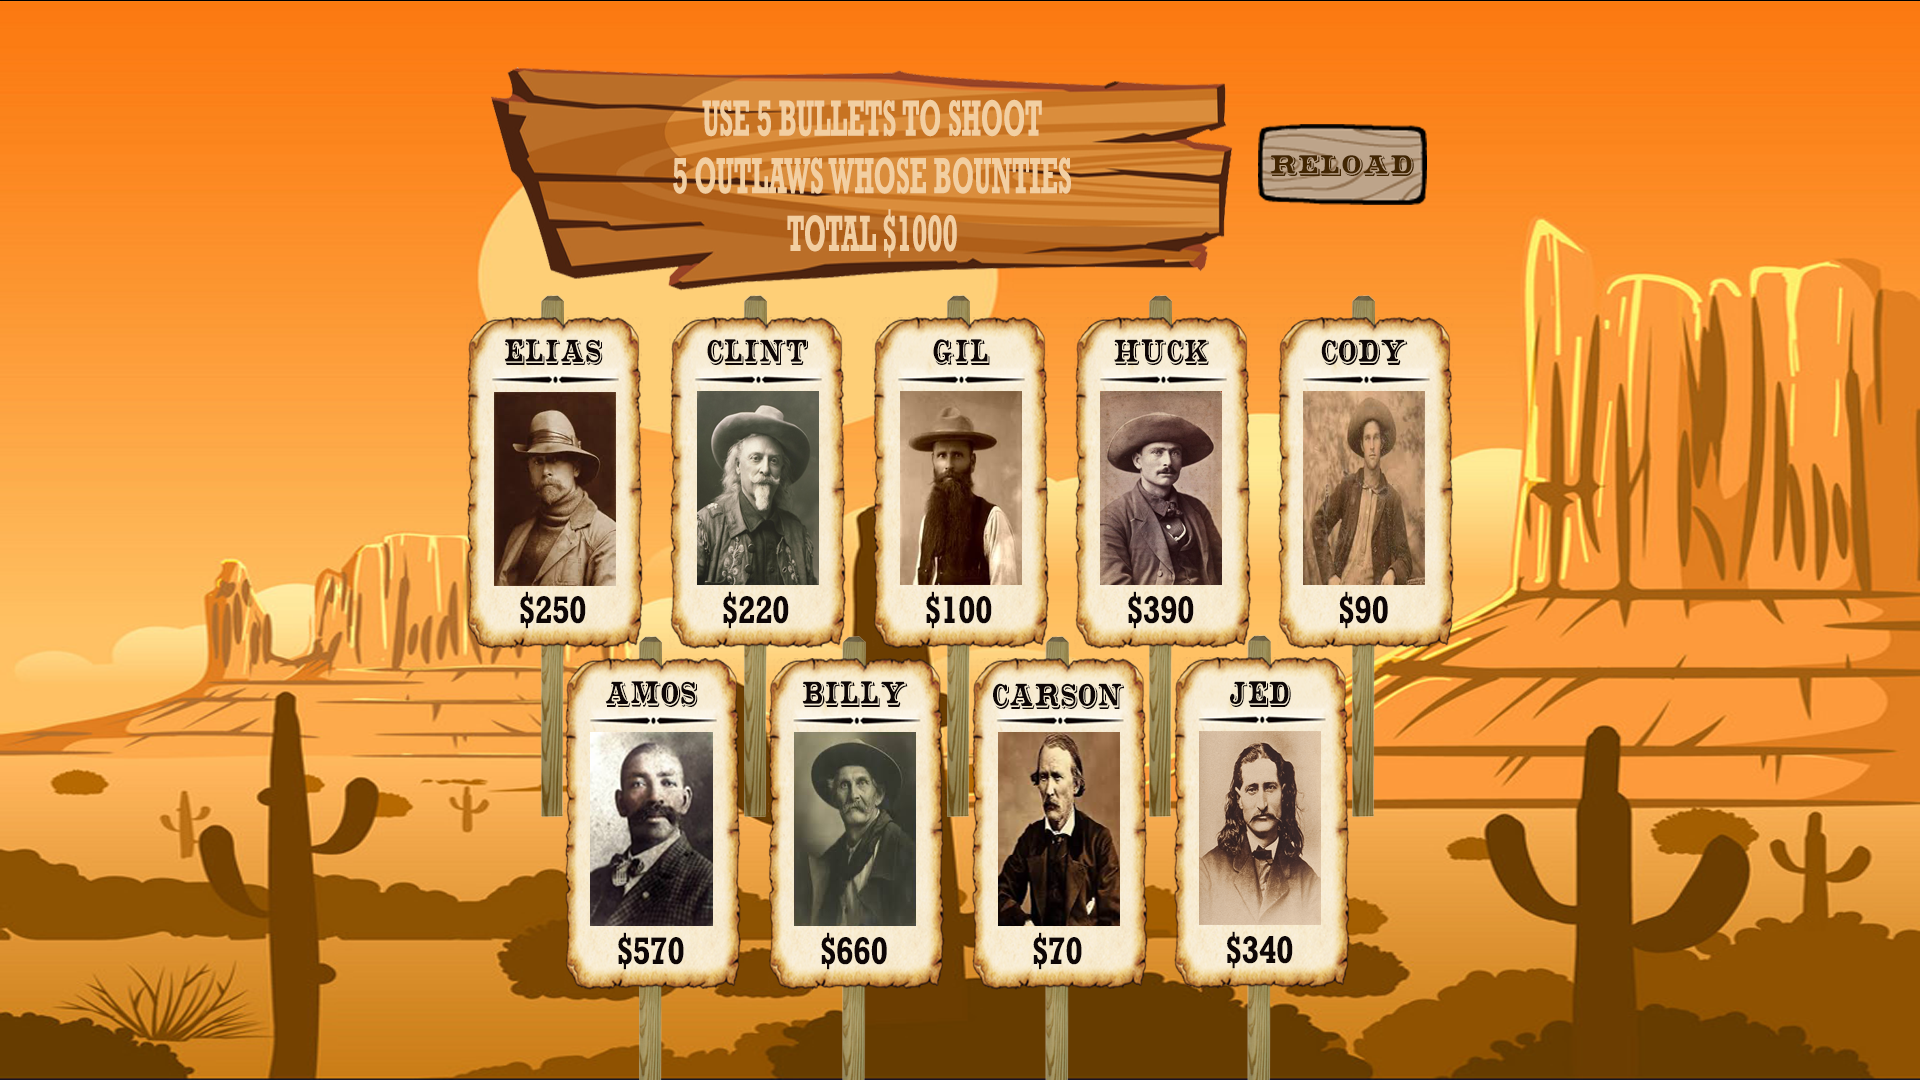 USE 5 BULLETS TO SHOOT
5 OUTLAWS WHOSE BOUNTIES
TOTAL $1000
RELOAD
ELIAS
$250
CLINT
$220
GIL
$100
HUCK
$390
CODY
$90
AMOS
$570
BILLY
$660
CARSON
$70
JED
$340